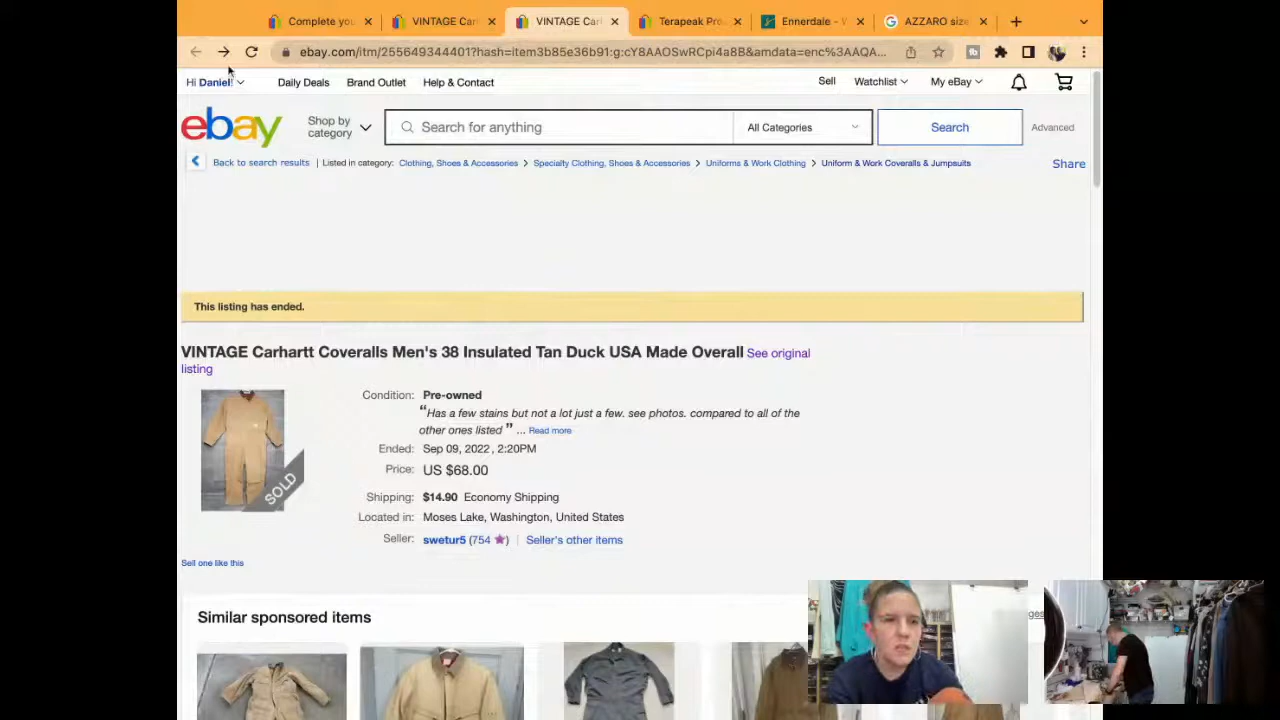 Complete you
VINTAGE Car
VINTAGE Car
Terapeak Pro
Ennerdale - V
AZZARO size
ebay.com/itm/255649344401?hash=item3b85e36b91:g:cY8AAOSwRCpi4a8B&amdata=enc%3AAQA...
Hi Daniel!
Daily Deals
Brand Outlet
Help & Contact
Sell
Watchlist
My eBay
ebay
Shop by
category
Search for anything
All Categories
Search
Advanced
Back to search results | Listed in category: Clothing, Shoes & Accessories > Specialty Clothing, Shoes & Accessories > Uniforms & Work Clothing > Uniform & Work Coveralls & Jumpsuits
Share
This listing has ended.
VINTAGE Carhartt Coveralls Men's 38 Insulated Tan Duck USA Made Overall See original
listing
SOLD
Condition: Pre-owned
“Has a few stains but not a lot just a few. see photos. compared to all of the
other ones listed ” ... Read more
Ended: Sep 09, 2022 , 2:20PM
Price: US $68.00
Shipping: $14.90 Economy Shipping
Located in: Moses Lake, Washington, United States
Seller: swetur5 (754 ★) | Seller's other items
Sell one like this
Similar sponsored items